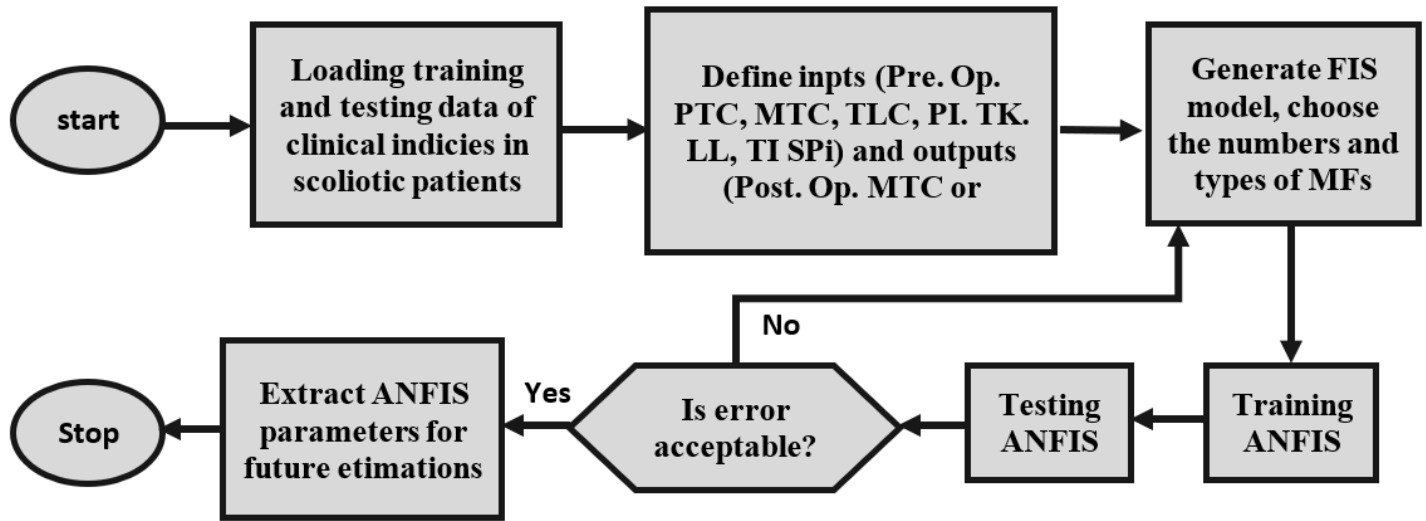 start
Loading training
and testing data of
clinical indicies in
scoliotic patients
Define inpts (Pre. Op.
PTC, MTC, TLC, PI. TK.
LL, TI SPi) and outputs
(Post. Op. MTC or
Generate FIS
model, choose
the numbers and
types of MFs
Training
ANFIS
Testing
ANFIS
Is error
acceptable?
No
Yes
Extract ANFIS
parameters for
future etimations
Stop